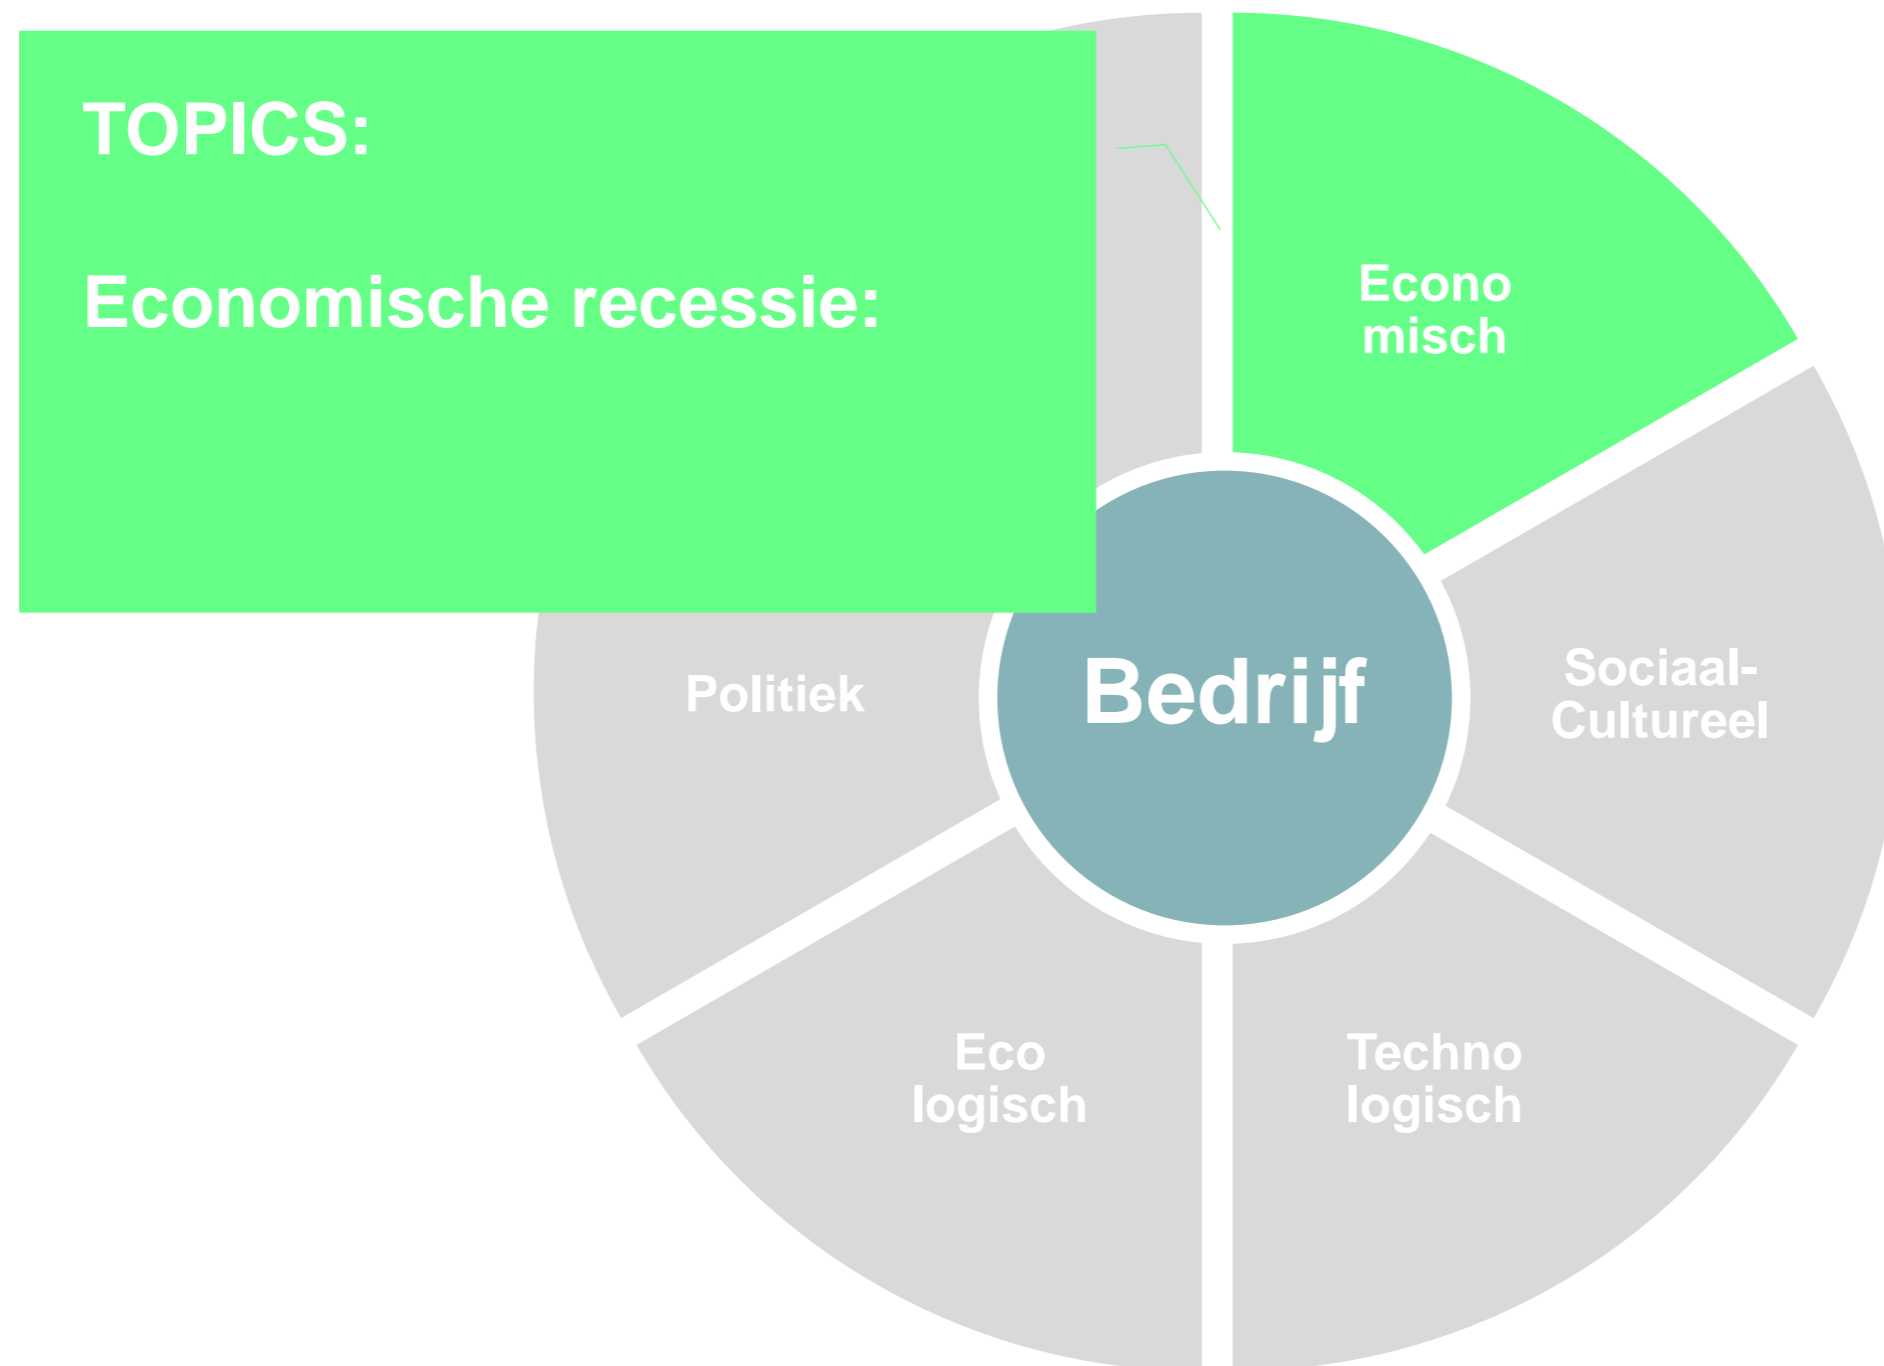 TOPICS:
Economische recessie:
Econo
misch
Sociaal-
Cultureel
Politiek
Bedrijf
Eco
logisch
Techno
logisch